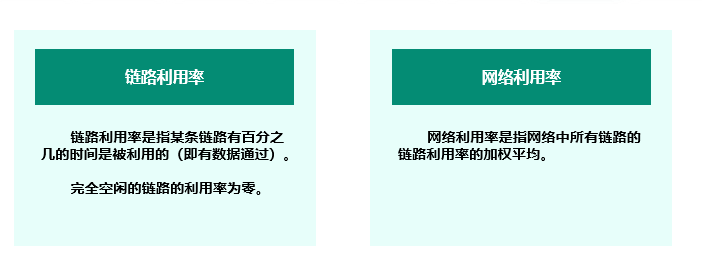 链路利用率
链路利用率是指某条链路有百分之
几的时间是被利用的（即有数据通过）。
完全空闲的链路的利用率为零。
网络利用率
网络利用率是指网络中所有链路的
链路利用率的加权平均。